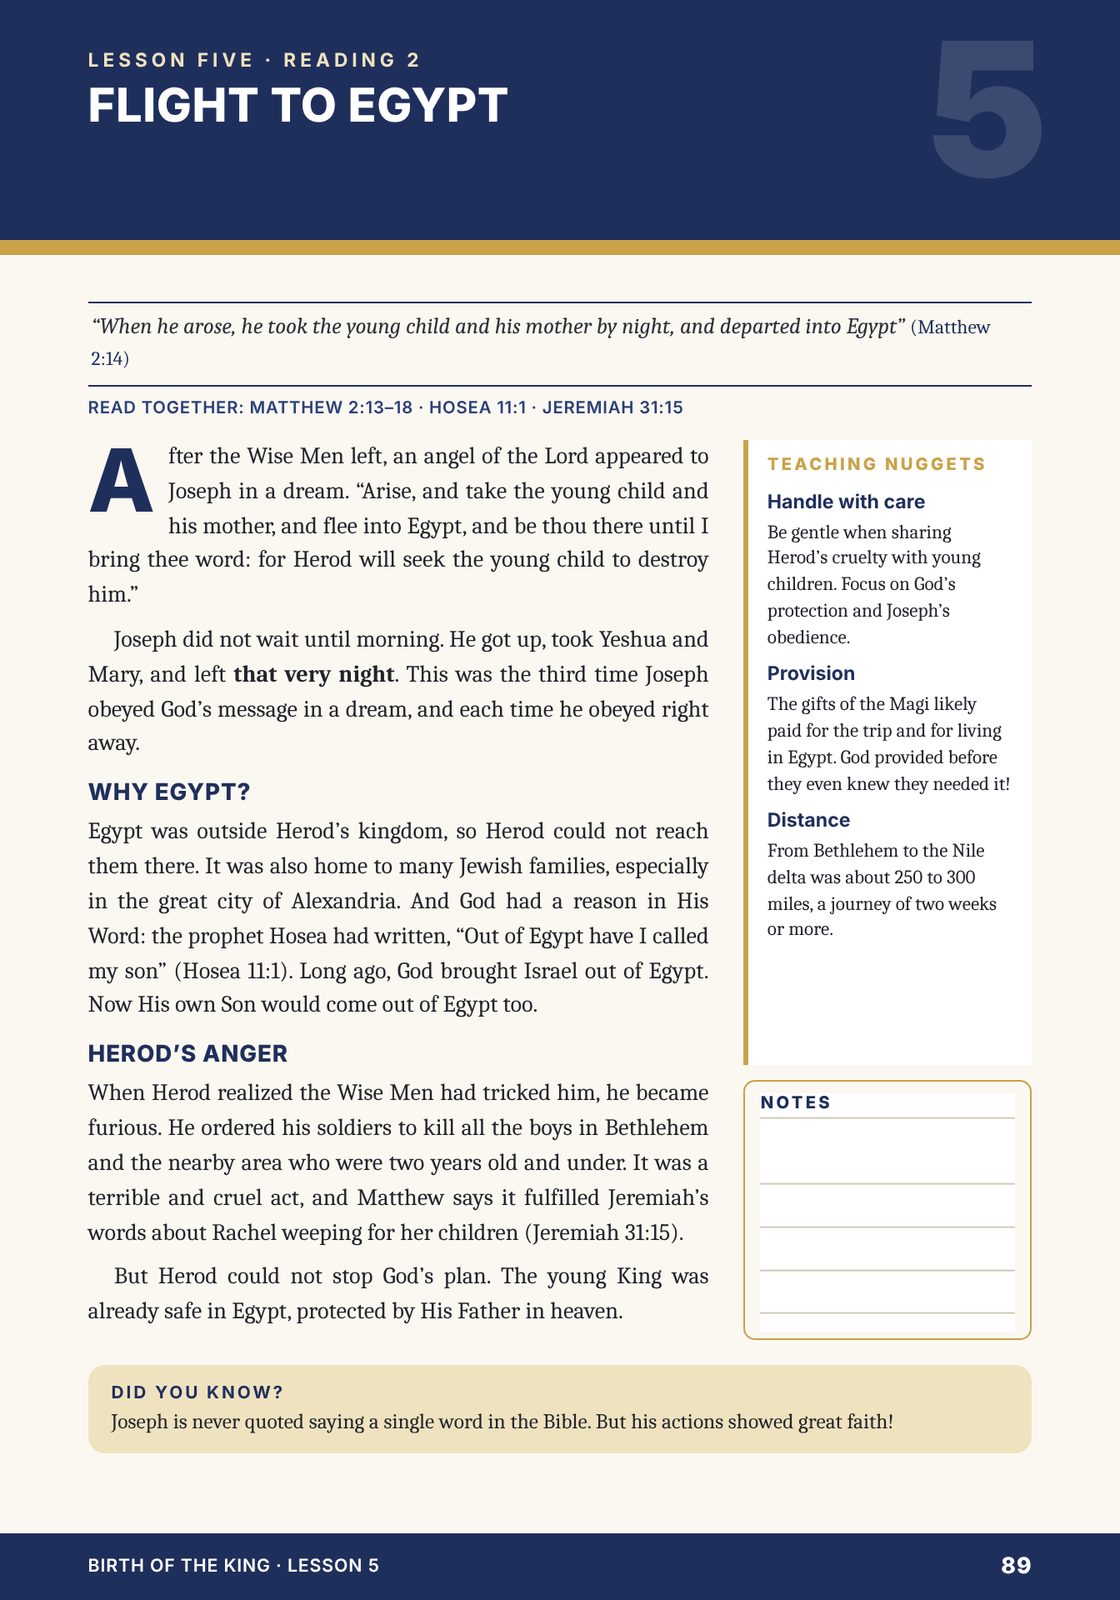 LESSON FIVE · READING 2
FLIGHT TO EGYPT
5
“When he arose, he took the young child and his mother by night, and departed into Egypt” (Matthew
2:14)
READ TOGETHER: MATTHEW 2:13–18 · HOSEA 11:1 · JEREMIAH 31:15
After the Wise Men left, an angel of the Lord appeared to
Joseph in a dream. “Arise, and take the young child and
his mother, and flee into Egypt, and be thou there until I
bring thee word: for Herod will seek the young child to destroy
him.”
Joseph did not wait until morning. He got up, took Yeshua and
Mary, and left that very night. This was the third time Joseph
obeyed God’s message in a dream, and each time he obeyed right
away.
WHY EGYPT?
Egypt was outside Herod’s kingdom, so Herod could not reach
them there. It was also home to many Jewish families, especially
in the great city of Alexandria. And God had a reason in His
Word: the prophet Hosea had written, “Out of Egypt have I called
my son” (Hosea 11:1). Long ago, God brought Israel out of Egypt.
Now His own Son would come out of Egypt too.
HEROD’S ANGER
When Herod realized the Wise Men had tricked him, he became
furious. He ordered his soldiers to kill all the boys in Bethlehem
and the nearby area who were two years old and under. It was a
terrible and cruel act, and Matthew says it fulfilled Jeremiah’s
words about Rachel weeping for her children (Jeremiah 31:15).
But Herod could not stop God’s plan. The young King was
already safe in Egypt, protected by His Father in heaven.
TEACHING NUGGETS
Handle with care
Be gentle when sharing
Herod’s cruelty with young
children. Focus on God’s
protection and Joseph’s
obedience.
Provision
The gifts of the Magi likely
paid for the trip and for living
in Egypt. God provided before
they even knew they needed it!
Distance
From Bethlehem to the Nile
delta was about 250 to 300
miles, a journey of two weeks
or more.
NOTES
DID YOU KNOW?
Joseph is never quoted saying a single word in the Bible. But his actions showed great faith!
BIRTH OF THE KING · LESSON 5
89